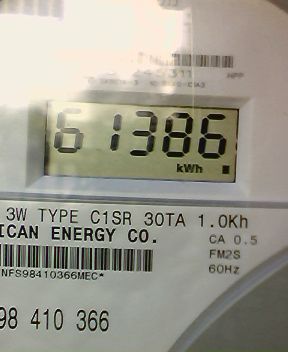 61386
kWh
3W TYPE C1SR 30TA 1.0Kh
ICAN ENERGY CO.
CA 0.5
FM2S
NFS98410366MEC*
60Hz
98 410 366